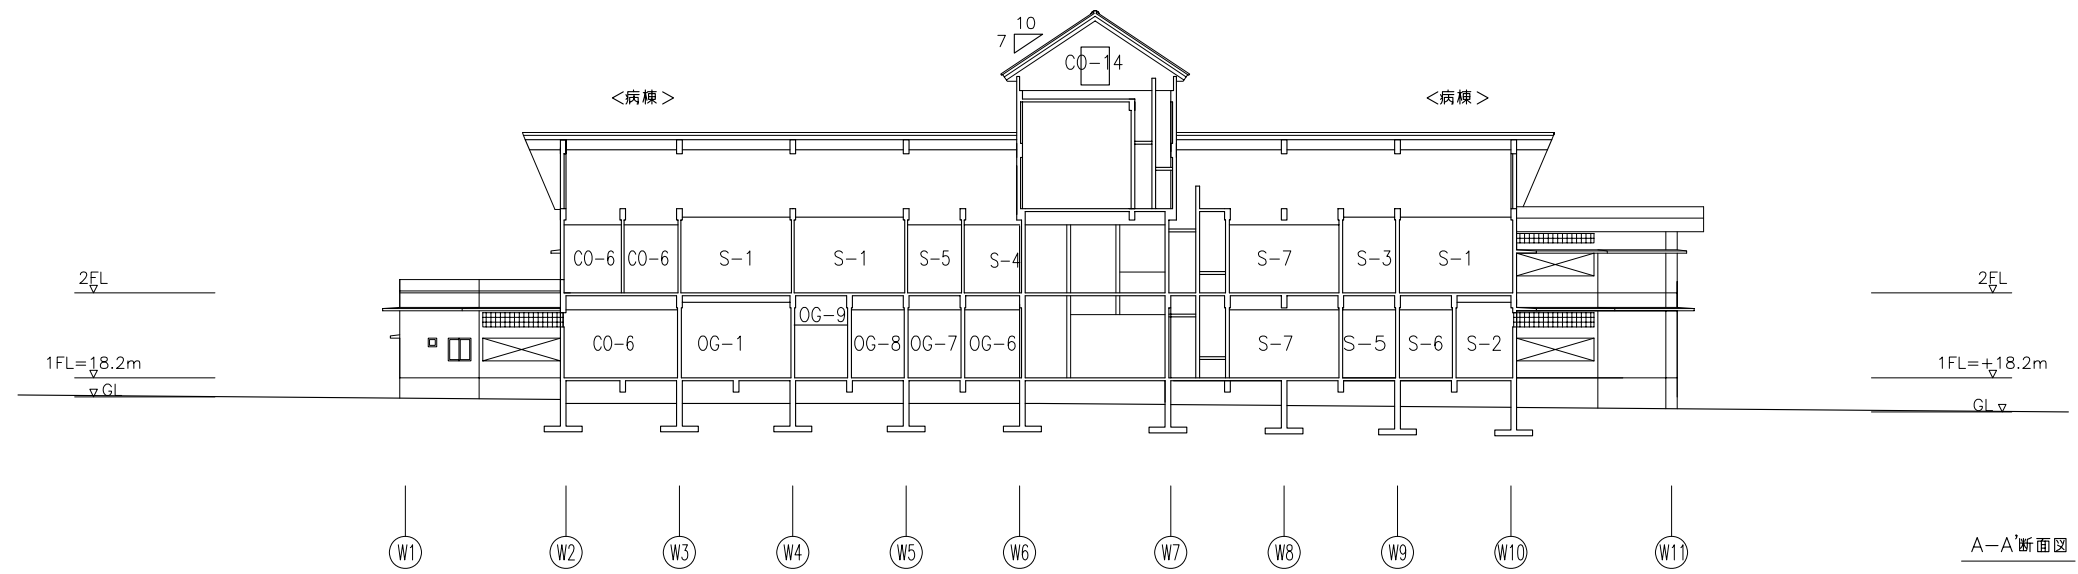 10
7
CO-14
<病棟>
<病棟>
CO-6
CO-6
S-1
S-1
S-5
S-4
S-7
S-3
S-1
2FL
2FL
CO-6
OG-1
OG-9
OG-8
OG-7
OG-6
S-7
S-5
S-6
S-2
1FL=18.2m
1FL=+18.2m
GL
GL
W1
W2
W3
W4
W5
W6
W7
W8
W9
W10
W11
A-A'断面図